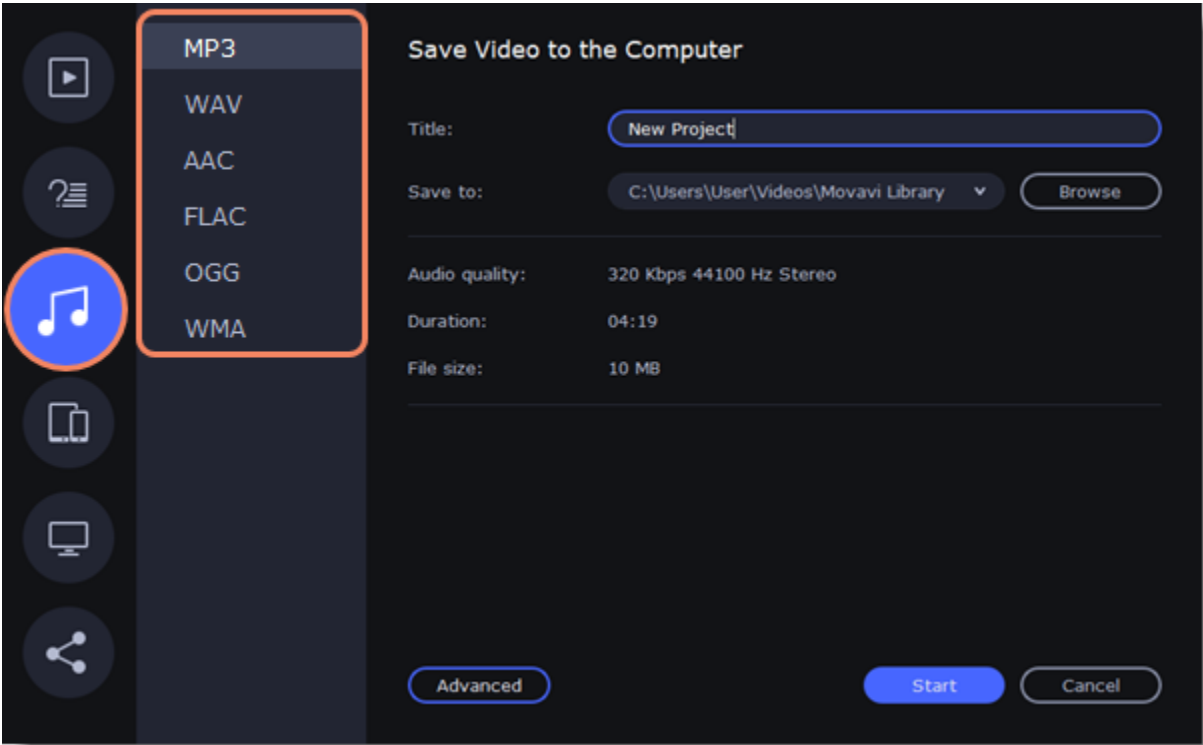 MP3
WAV
AAC
FLAC
OGG
WMA
Save Video to the Computer
Title: New Project
Save to: C:\Users\User\Videos\Movavi Library Browse
Audio quality: 320 Kbps 44100 Hz Stereo
Duration: 04:19
File size: 10 MB
Advanced Start Cancel